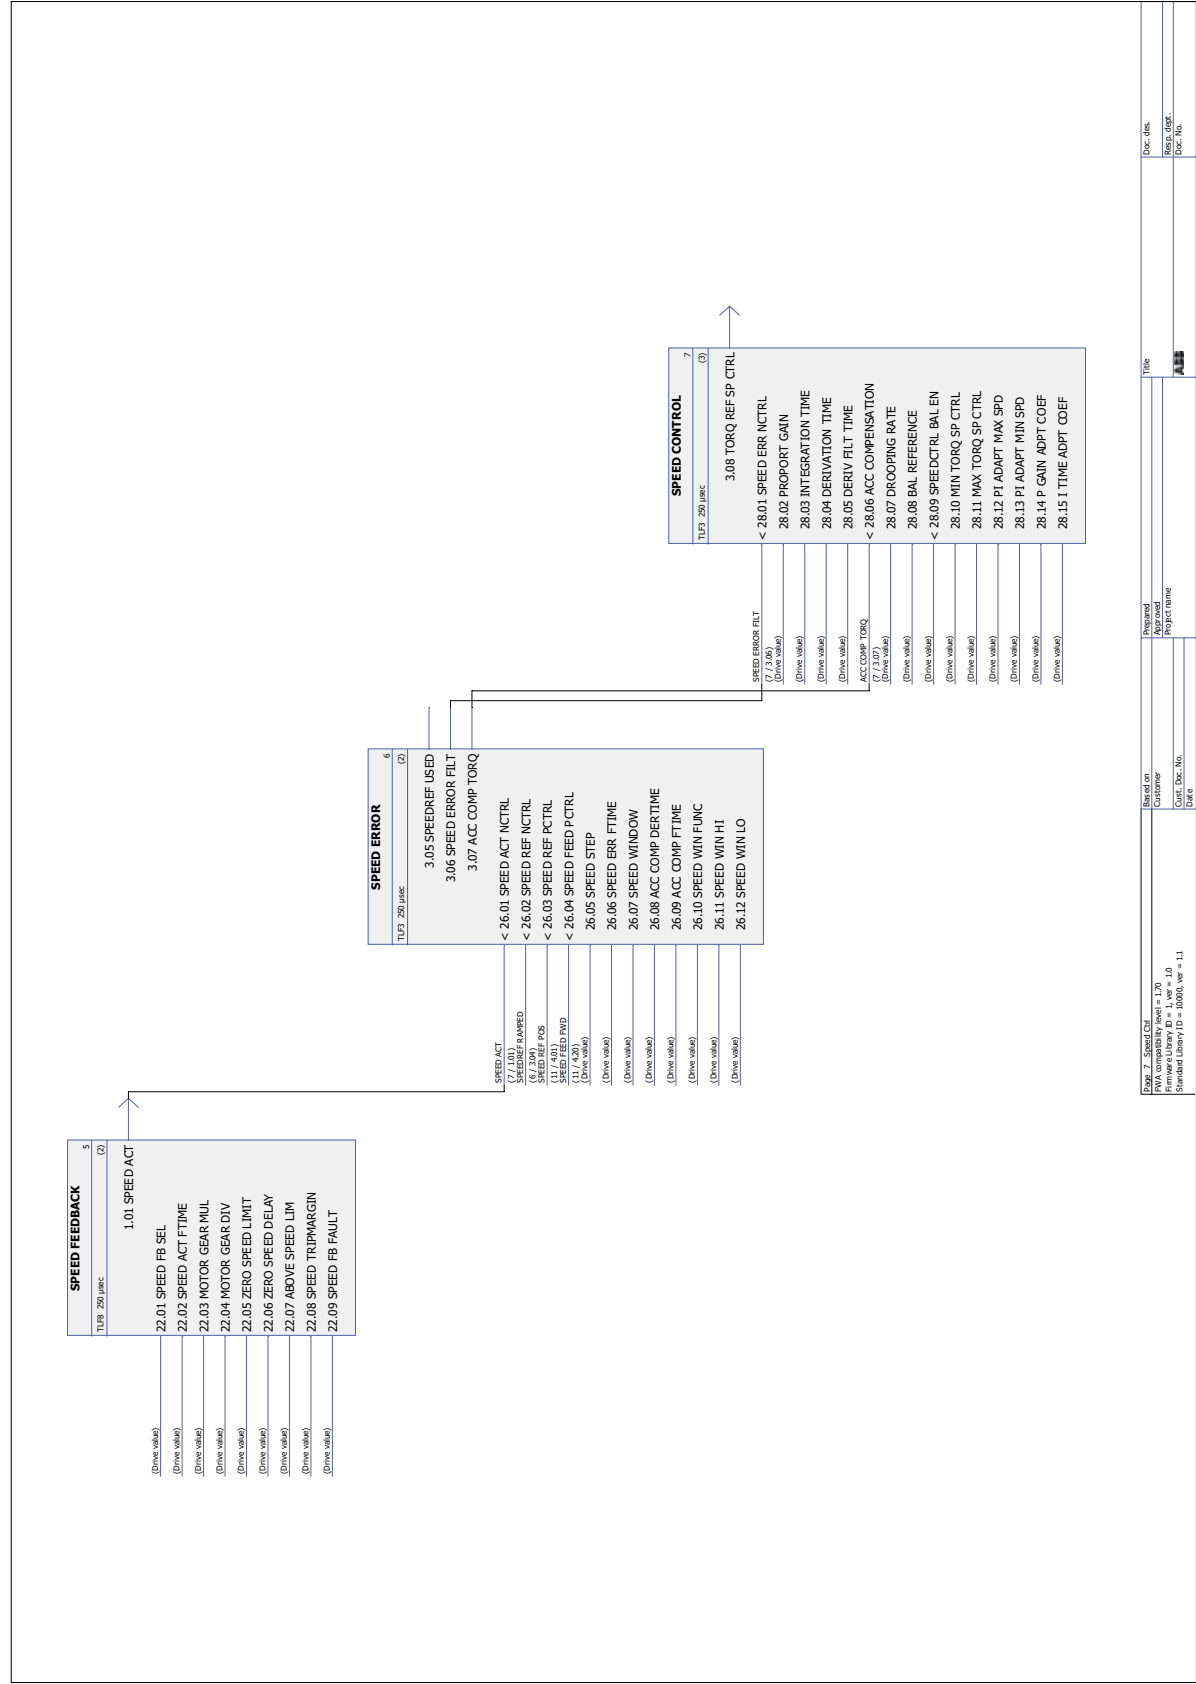 SPEED FEEDBACK
5
TLF8 250 µsec
(2)
1.01 SPEED ACT
(Drive value)
22.01 SPEED FB SEL
(Drive value)
22.02 SPEED ACT FTIME
(Drive value)
22.03 MOTOR GEAR MUL
(Drive value)
22.04 MOTOR GEAR DIV
(Drive value)
22.05 ZERO SPEED LIMIT
(Drive value)
22.06 ZERO SPEED DELAY
(Drive value)
22.07 ABOVE SPEED LIM
(Drive value)
22.08 SPEED TRIPMARGIN
(Drive value)
22.09 SPEED FB FAULT
SPEED ERROR
6
TLF3 250 µsec
(2)
3.05 SPEEDREF USED
3.06 SPEED ERROR FILT
3.07 ACC COMP TORQ
SPEED ACT
(7 / 1.01)
< 26.01 SPEED ACT NCTRL
SPEEDREF RAMPED
(6 / 3.04)
< 26.02 SPEED REF NCTRL
SPEED REF POS
(11 / 4.01)
< 26.03 SPEED REF PCTRL
SPEED FEED FWD
(11 / 4.20)
< 26.04 SPEED FEED PCTRL
(Drive value)
26.05 SPEED STEP
(Drive value)
26.06 SPEED ERR FTIME
(Drive value)
26.07 SPEED WINDOW
(Drive value)
26.08 ACC COMP DERTIME
(Drive value)
26.09 ACC COMP FTIME
(Drive value)
26.10 SPEED WIN FUNC
(Drive value)
26.11 SPEED WIN HI
(Drive value)
26.12 SPEED WIN LO
SPEED CONTROL
7
TLF3 250 µsec
(3)
3.08 TORQ REF SP CTRL
SPEED ERROR FILT
(7 / 3.06)
< 28.01 SPEED ERR NCTRL
(Drive value)
28.02 PROPORT GAIN
(Drive value)
28.03 INTEGRATION TIME
(Drive value)
28.04 DERIVATION TIME
(Drive value)
28.05 DERIV FILT TIME
ACC COMP TORQ
(7 / 3.07)
< 28.06 ACC COMPENSATION
(Drive value)
28.07 DROOPING RATE
(Drive value)
28.08 BAL REFERENCE
(Drive value)
< 28.09 SPEEDCTRL BAL EN
(Drive value)
28.10 MIN TORQ SP CTRL
(Drive value)
28.11 MAX TORQ SP CTRL
(Drive value)
28.12 PI ADAPT MAX SPD
(Drive value)
28.13 PI ADAPT MIN SPD
(Drive value)
28.14 P GAIN ADPT COEF
(Drive value)
28.15 I TIME ADPT COEF
Page 7 Speed Ctrl
FWA compatibility level = 1.70
Firmware Library ID = 1, ver = 1.0
Standard Library ID = 10000, ver = 1.1
Based on
Customer
Cust. Doc. No.
Date
Prepared
Approved
Project name
Title
ABB
Doc. des.
Resp. dept.
Doc. No.